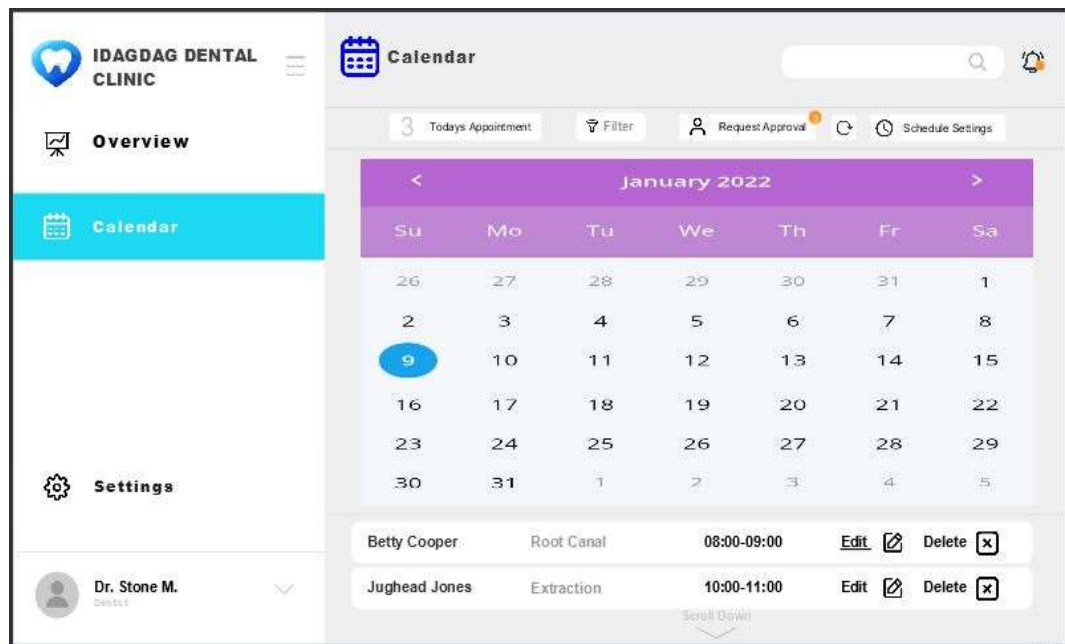 IDAGDAG DENTAL
CLINIC
Overview
Calendar
Settings
Dr. Stone M.
Dentist
Calendar
3 Todays Appointment
Filter
Request Approval
Schedule Settings
< January 2022 >
Su Mo Tu We Th Fr Sa
26 27 28 29 30 31 1
2 3 4 5 6 7 8
9 10 11 12 13 14 15
16 17 18 19 20 21 22
23 24 25 26 27 28 29
30 31 1 2 3 4 5
Betty Cooper Root Canal 08:00-09:00 Edit Delete
Jughead Jones Extraction 10:00-11:00 Edit Delete
Scroll Down